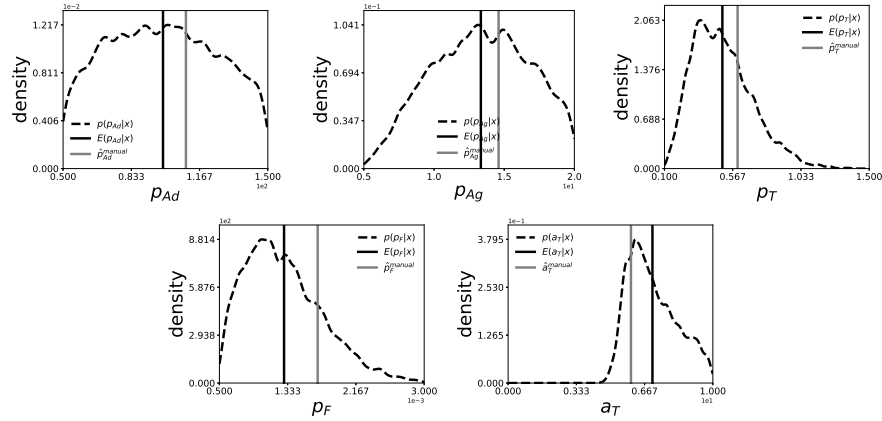 1e−2
1.217
0.811
0.406
0.000
density
p(p_Ad|x)
E(p_Ad|x)
p̂_Ad^manual
0.500
0.833
1.167
1.500
1e2
p_Ad
1e−1
1.041
0.694
0.347
0.000
density
p(p_Ag|x)
E(p_Ag|x)
p̂_Ag^manual
0.5
1.0
1.5
2.0
1e1
p_Ag
2.063
1.376
0.688
0.000
density
p(p_T|x)
E(p_T|x)
p̂_T^manual
0.100
0.567
1.033
1.500
p_T
1e2
8.814
5.876
2.938
0.000
density
p(p_F|x)
E(p_F|x)
p̂_F^manual
0.500
1.333
2.167
3.000
1e−3
p_F
1e−1
3.795
2.530
1.265
0.000
density
p(a_T|x)
E(a_T|x)
â_T^manual
0.000
0.333
0.667
1.000
1e1
a_T